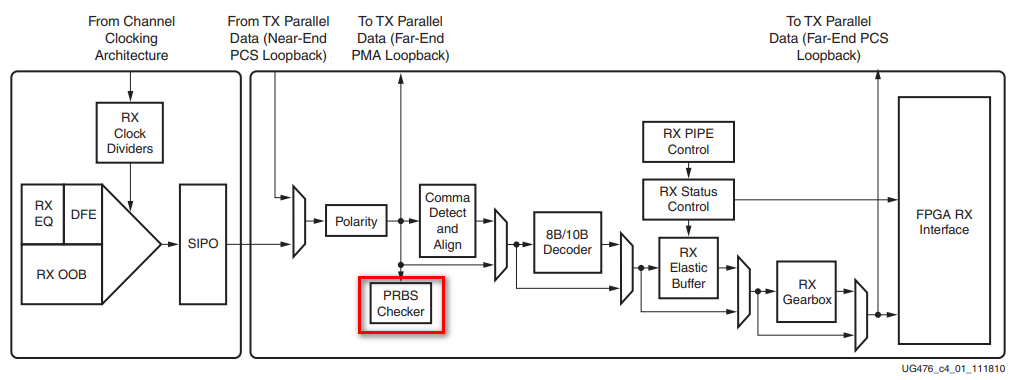 From Channel
Clocking
Architecture
From TX Parallel
Data (Near-End
PCS Loopback)
To TX Parallel
Data (Far-End
PMA Loopback)
To TX Parallel
Data (Far-End PCS
Loopback)
RX
Clock
Dividers
RX
EQ
DFE
RX OOB
SIPO
Polarity
Comma
Detect
and
Align
PRBS
Checker
8B/10B
Decoder
RX PIPE
Control
RX Status
Control
RX
Elastic
Buffer
RX
Gearbox
FPGA RX
Interface
UG476_c4_01_111810